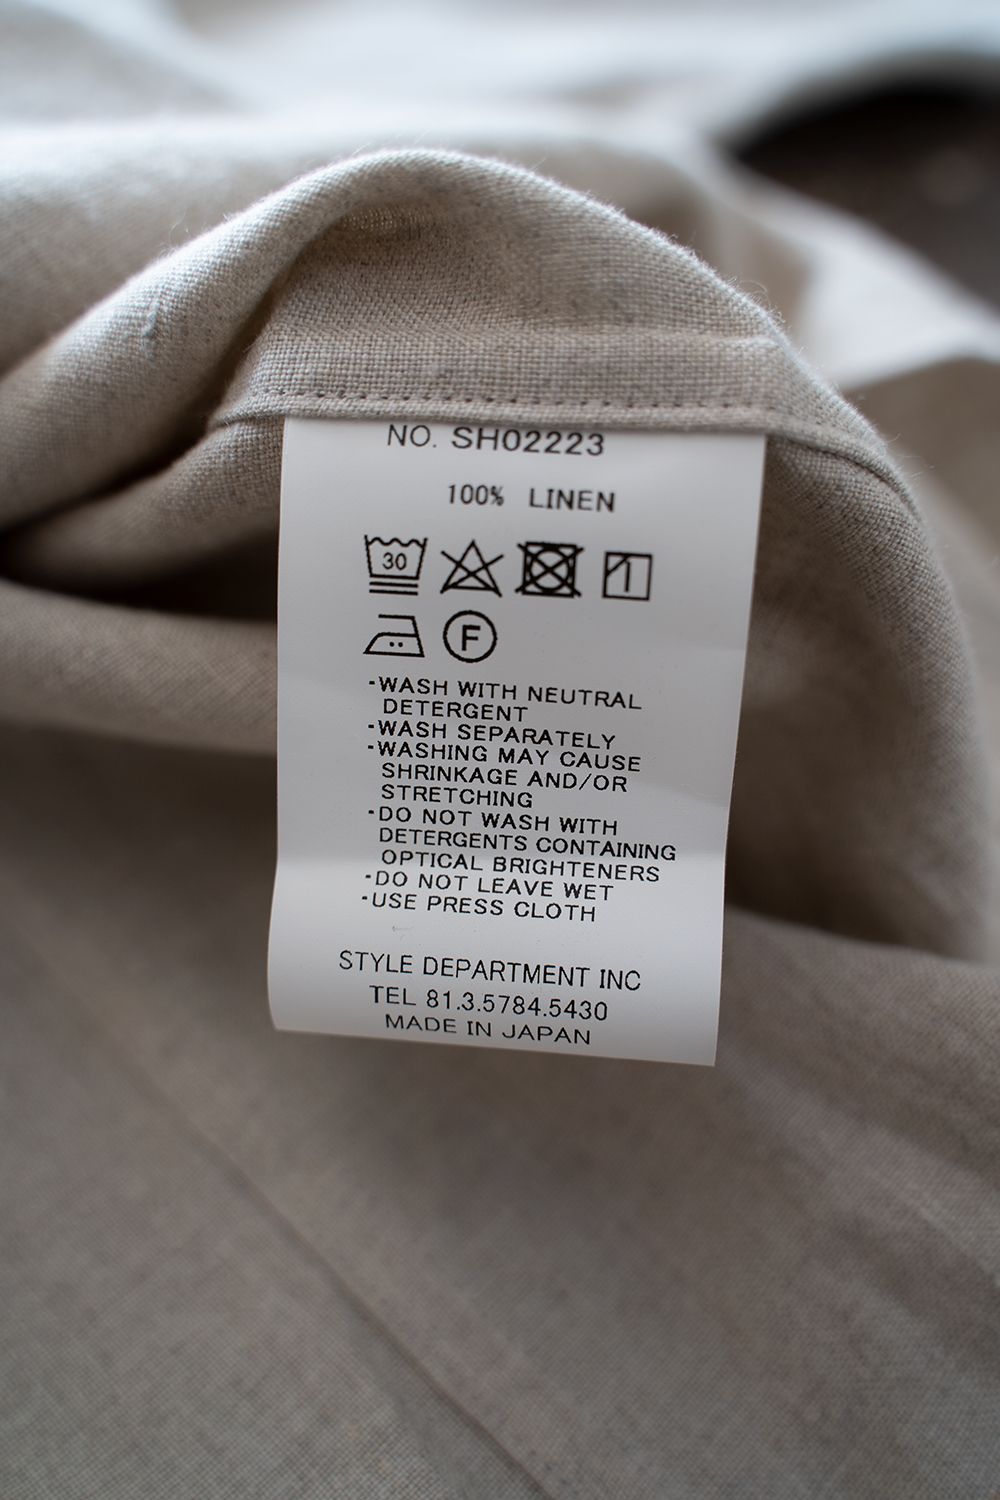 NO. SH02223
100% LINEN
30
F
-WASH WITH NEUTRAL
DETERGENT
-WASH SEPARATELY
-WASHING MAY CAUSE
SHRINKAGE AND/OR
STRETCHING
-DO NOT WASH WITH
DETERGENTS CONTAINING
OPTICAL BRIGHTENERS
-DO NOT LEAVE WET
-USE PRESS CLOTH
STYLE DEPARTMENT INC
TEL 81.3.5784.5430
MADE IN JAPAN